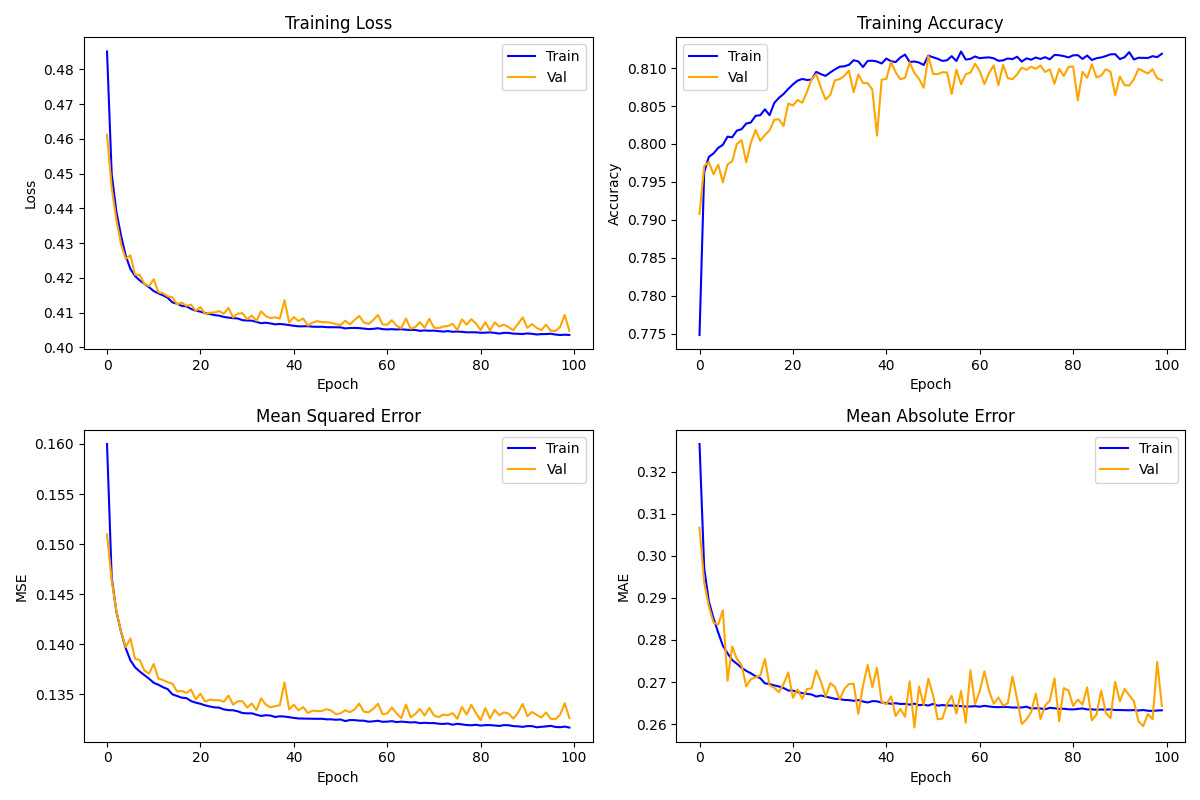 Training Loss
Loss
0.48
0.47
0.46
0.45
0.44
0.43
0.42
0.41
0.40
0 20 40 60 80 100
Epoch
Train
Val
Training Accuracy
Accuracy
0.810
0.805
0.800
0.795
0.790
0.785
0.780
0.775
0 20 40 60 80 100
Epoch
Train
Val
Mean Squared Error
MSE
0.160
0.155
0.150
0.145
0.140
0.135
0 20 40 60 80 100
Epoch
Train
Val
Mean Absolute Error
MAE
0.32
0.31
0.30
0.29
0.28
0.27
0.26
0 20 40 60 80 100
Epoch
Train
Val